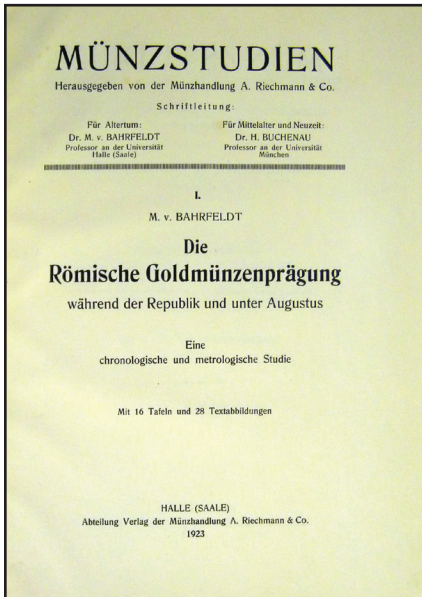 MÜNZSTUDIEN
Herausgegeben von der Münzhandlung A. Riechmann & Co.
Schriftleitung:
Für Altertum:
Dr. M. v. BAHRFELDT
Professor an der Universität
Halle (Saale)
Für Mittelalter und Neuzeit:
Dr. H. BUCHENAU
Professor an der Universität
München
I.
M. v. BAHRFELDT
Die
Römische Goldmünzenprägung
während der Republik und unter Augustus
Eine
chronologische und metrologische Studie
Mit 16 Tafeln und 28 Textabbildungen
HALLE (SAALE)
Abteilung Verlag der Münzhandlung A. Riechmann & Co.
1923